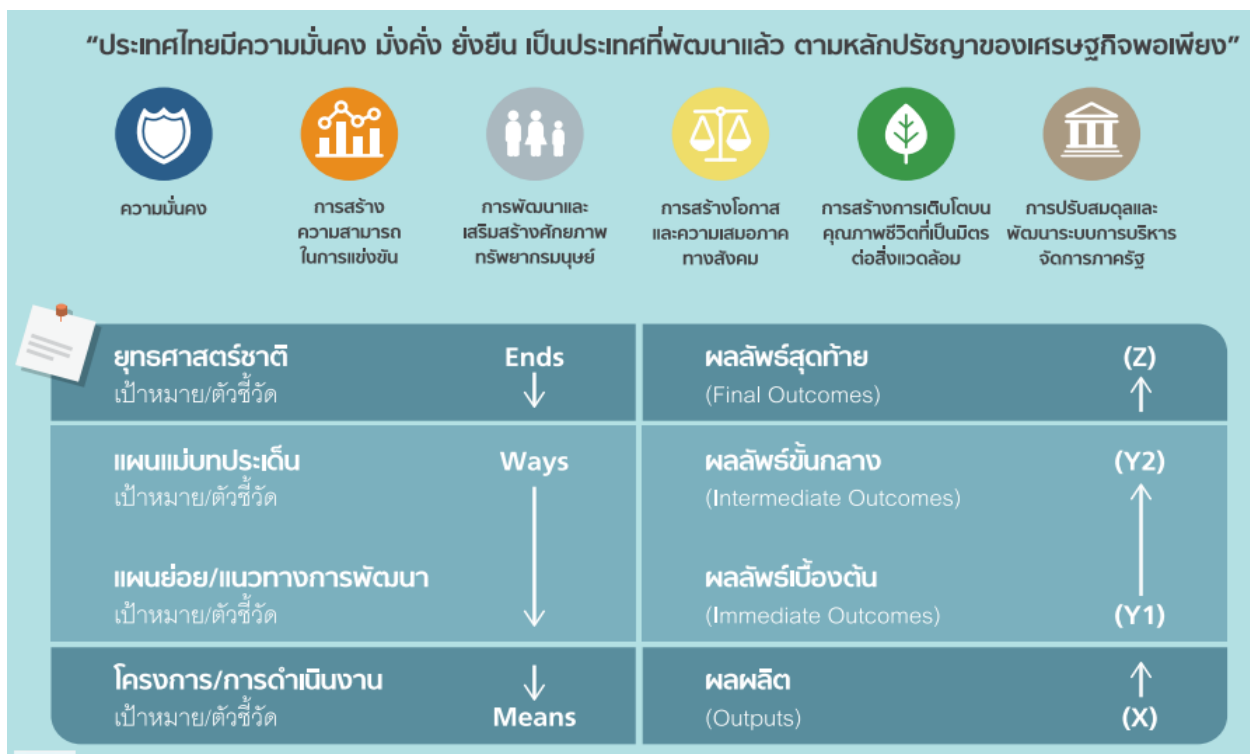 “ประเทศไทยมีความมั่นคง มั่งคั่ง ยั่งยืน เป็นประเทศที่พัฒนาแล้ว ตามหลักปรัชญาของเศรษฐกิจพอเพียง”
ความมั่นคง
การสร้าง
ความสามารถ
ในการแข่งขัน
การพัฒนาและ
เสริมสร้างศักยภาพ
ทรัพยากรมนุษย์
การสร้างโอกาส
และความเสมอภาค
ทางสังคม
การสร้างการเติบโตบน
คุณภาพชีวิตที่เป็นมิตร
ต่อสิ่งแวดล้อม
การปรับสมดุลและ
พัฒนาระบบการบริหาร
จัดการภาครัฐ
ยุทธศาสตร์ชาติ Ends
เป้าหมาย/ตัวชี้วัด
ผลลัพธ์สุดท้าย (Z)
(Final Outcomes)
แผนแม่บทประเด็น Ways
เป้าหมาย/ตัวชี้วัด
ผลลัพธ์ขั้นกลาง (Y2)
(Intermediate Outcomes)
แผนย่อย/แนวทางการพัฒนา
เป้าหมาย/ตัวชี้วัด
ผลลัพธ์เบื้องต้น
(Immediate Outcomes) (Y1)
โครงการ/การดำเนินงาน
เป้าหมาย/ตัวชี้วัด Means
ผลผลิต
(Outputs) (X)